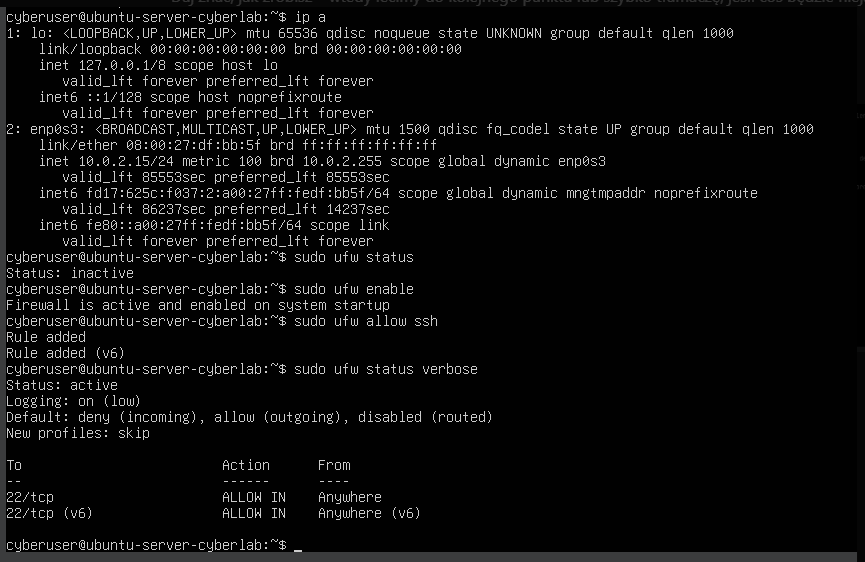 cyberuser@ubuntu-server-cyberlab:~$ ip a
1: lo: <LOOPBACK,UP,LOWER_UP> mtu 65536 qdisc noqueue state UNKNOWN group default qlen 1000
    link/loopback 00:00:00:00:00:00 brd 00:00:00:00:00:00
    inet 127.0.0.1/8 scope host lo
       valid_lft forever preferred_lft forever
    inet6 ::1/128 scope host noprefixroute
       valid_lft forever preferred_lft forever
2: enp0s3: <BROADCAST,MULTICAST,UP,LOWER_UP> mtu 1500 qdisc fq_codel state UP group default qlen 1000
    link/ether 08:00:27:df:bb:5f brd ff:ff:ff:ff:ff:ff
    inet 10.0.2.15/24 metric 100 brd 10.0.2.255 scope global dynamic enp0s3
       valid_lft 85553sec preferred_lft 85553sec
    inet6 fd17:625c:f037:2:a00:27ff:fedf:bb5f/64 scope global dynamic mngtmpaddr noprefixroute
       valid_lft 86237sec preferred_lft 14237sec
    inet6 fe80::a00:27ff:fedf:bb5f/64 scope link
       valid_lft forever preferred_lft forever
cyberuser@ubuntu-server-cyberlab:~$ sudo ufw status
Status: inactive
cyberuser@ubuntu-server-cyberlab:~$ sudo ufw enable
Firewall is active and enabled on system startup
cyberuser@ubuntu-server-cyberlab:~$ sudo ufw allow ssh
Rule added
Rule added (v6)
cyberuser@ubuntu-server-cyberlab:~$ sudo ufw status verbose
Status: active
Logging: on (low)
Default: deny (incoming), allow (outgoing), disabled (routed)
New profiles: skip

To                         Action      From
--                         ------      ----
22/tcp                     ALLOW IN    Anywhere
22/tcp (v6)                ALLOW IN    Anywhere (v6)

cyberuser@ubuntu-server-cyberlab:~$ _